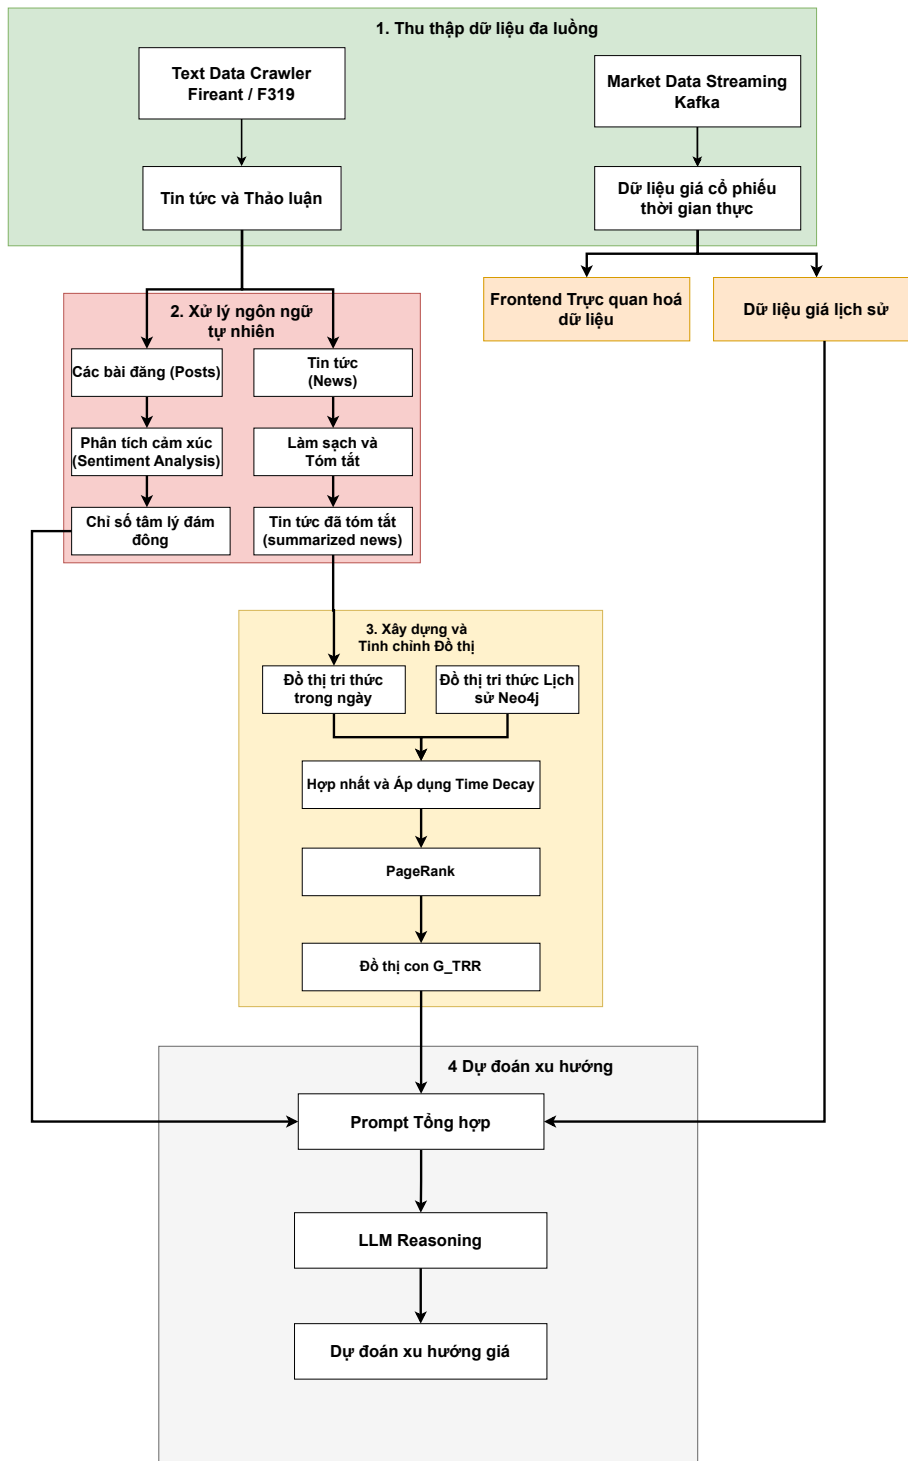 1. Thu thập dữ liệu đa luồng
Text Data Crawler
Fireant / F319
Market Data Streaming
Kafka
Tin tức và Thảo luận
Dữ liệu giá cổ phiếu
thời gian thực
Frontend Trực quan hoá
dữ liệu
Dữ liệu giá lịch sử
2. Xử lý ngôn ngữ
tự nhiên
Các bài đăng (Posts)
Tin tức
(News)
Phân tích cảm xúc
(Sentiment Analysis)
Làm sạch và
Tóm tắt
Chỉ số tâm lý đám
đông
Tin tức đã tóm tắt
(summarized news)
3. Xây dựng và
Tinh chỉnh Đồ thị
Đồ thị tri thức
trong ngày
Đồ thị tri thức Lịch
sử Neo4j
Hợp nhất và Áp dụng Time Decay
PageRank
Đồ thị con G_TRR
4 Dự đoán xu hướng
Prompt Tổng hợp
LLM Reasoning
Dự đoán xu hướng giá